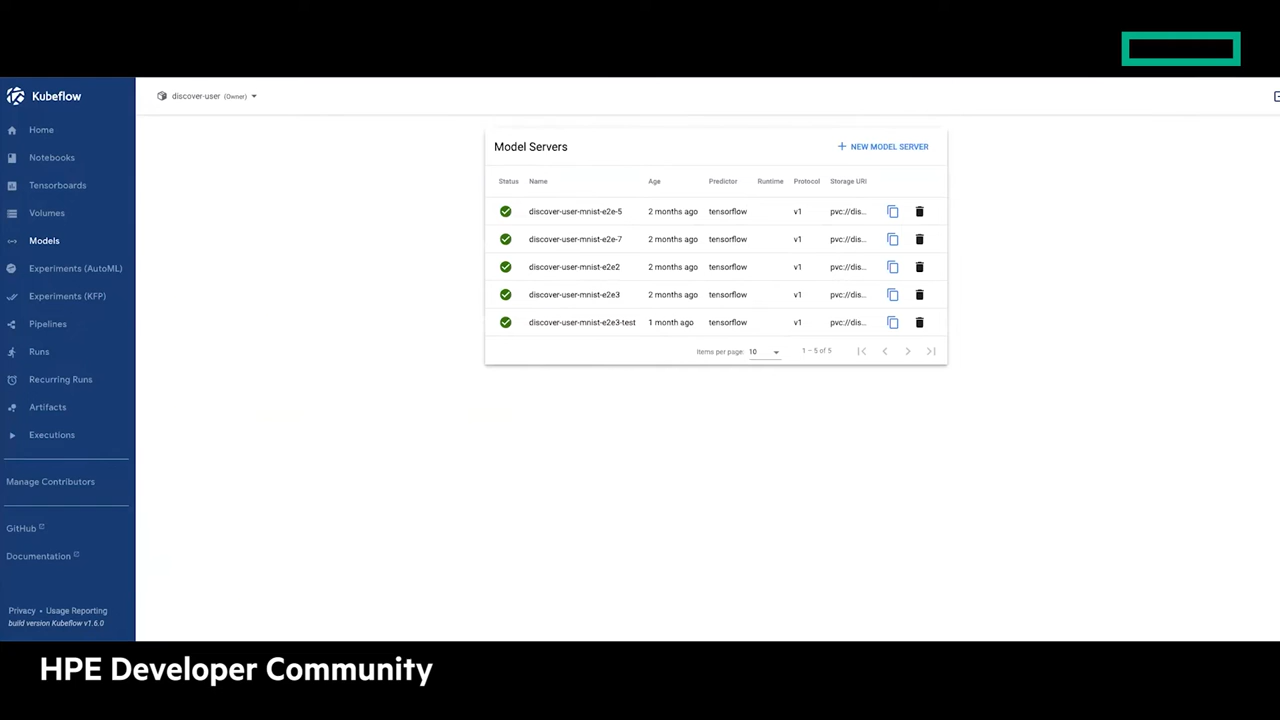 Kubeflow
discover-user (Owner)
Home
Notebooks
Tensorboards
Volumes
Models
Experiments (AutoML)
Experiments (KFP)
Pipelines
Runs
Recurring Runs
Artifacts
Executions
Manage Contributors
GitHub
Documentation
Privacy • Usage Reporting
build version Kubeflow v1.6.0
Model Servers
+ NEW MODEL SERVER
Status Name Age Predictor Runtime Protocol Storage URI
discover-user-mnist-e2e-5 2 months ago tensorflow v1 pvc://dis...
discover-user-mnist-e2e-7 2 months ago tensorflow v1 pvc://dis...
discover-user-mnist-e2e2 2 months ago tensorflow v1 pvc://dis...
discover-user-mnist-e2e3 2 months ago tensorflow v1 pvc://dis...
discover-user-mnist-e2e3-test 1 month ago tensorflow v1 pvc://dis...
Items per page: 10 1 – 5 of 5
HPE Developer Community